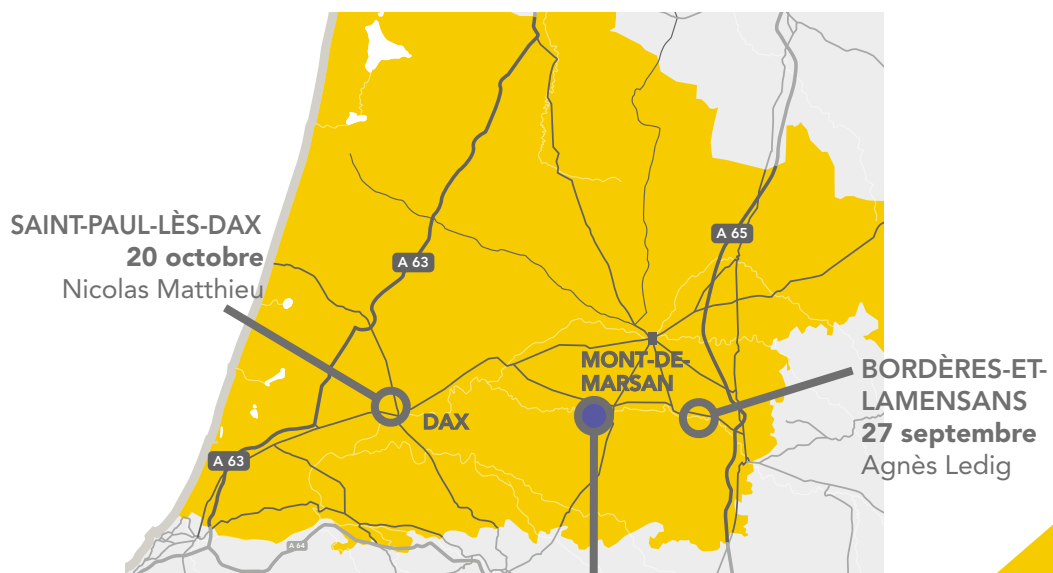 SAINT-PAUL-LÈS-DAX
20 octobre
Nicolas Matthieu
A 63
A 65
MONT-DE-
MARSAN
DAX
BORDÈRES-ET-
LAMENSANS
27 septembre
Agnès Ledig
A 63
A 64